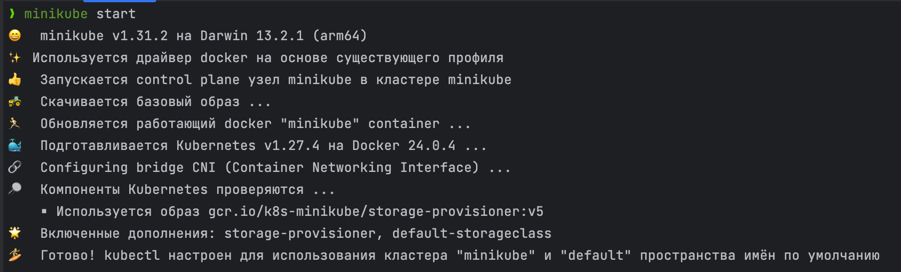 ❯ minikube start
😄 minikube v1.31.2 на Darwin 13.2.1 (arm64)
✨ Используется драйвер docker на основе существующего профиля
👍 Запускается control plane узел minikube в кластере minikube
🚜 Скачивается базовый образ ...
🏃 Обновляется работающий docker "minikube" container ...
🐳 Подготавливается Kubernetes v1.27.4 на Docker 24.0.4 ...
🔗 Configuring bridge CNI (Container Networking Interface) ...
🔎 Компоненты Kubernetes проверяются ...
▪ Используется образ gcr.io/k8s-minikube/storage-provisioner:v5
🌟 Включенные дополнения: storage-provisioner, default-storageclass
🏄 Готово! kubectl настроен для использования кластера "minikube" и "default" пространства имён по умолчанию